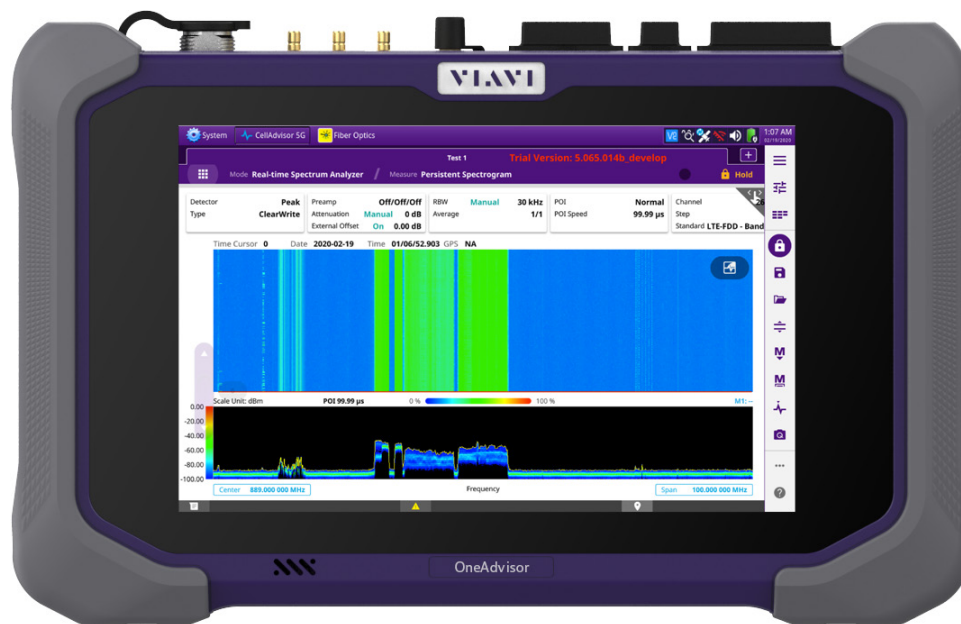 VIAVI
System CellAdvisor 5G Fiber Optics 1:07 AM
02/19/2020
Test 1 Trial Version: 5.065.014b_develop +
Mode Real-time Spectrum Analyzer / Measure Persistent Spectrogram Hold
Detector Peak Preamp Off/Off/Off RBW Manual 30 kHz POI Normal Channel
Type ClearWrite Attenuation Manual 0 dB Average 1/1 POI Speed 99.99 µs Step
External Offset On 0.00 dB Standard LTE-FDD - Band
Time Cursor 0 Date 2020-02-19 Time 01/06/52.903 GPS NA
Scale Unit: dBm POI 99.99 µs 0 % 100 % M1: --
0.00
-20.00
-40.00
-60.00
-80.00
-100.00
Center 889.000 000 MHz Frequency Span 100.000 000 MHz
OneAdvisor